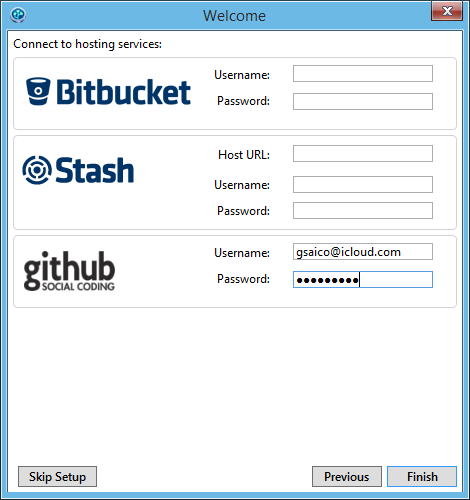 Welcome
Connect to hosting services:
Bitbucket
Username:
Password:
Stash
Host URL:
Username:
Password:
github
SOCIAL CODING
Username: gsaico@icloud.com
Password: ●●●●●●●●●
Skip Setup Previous Finish